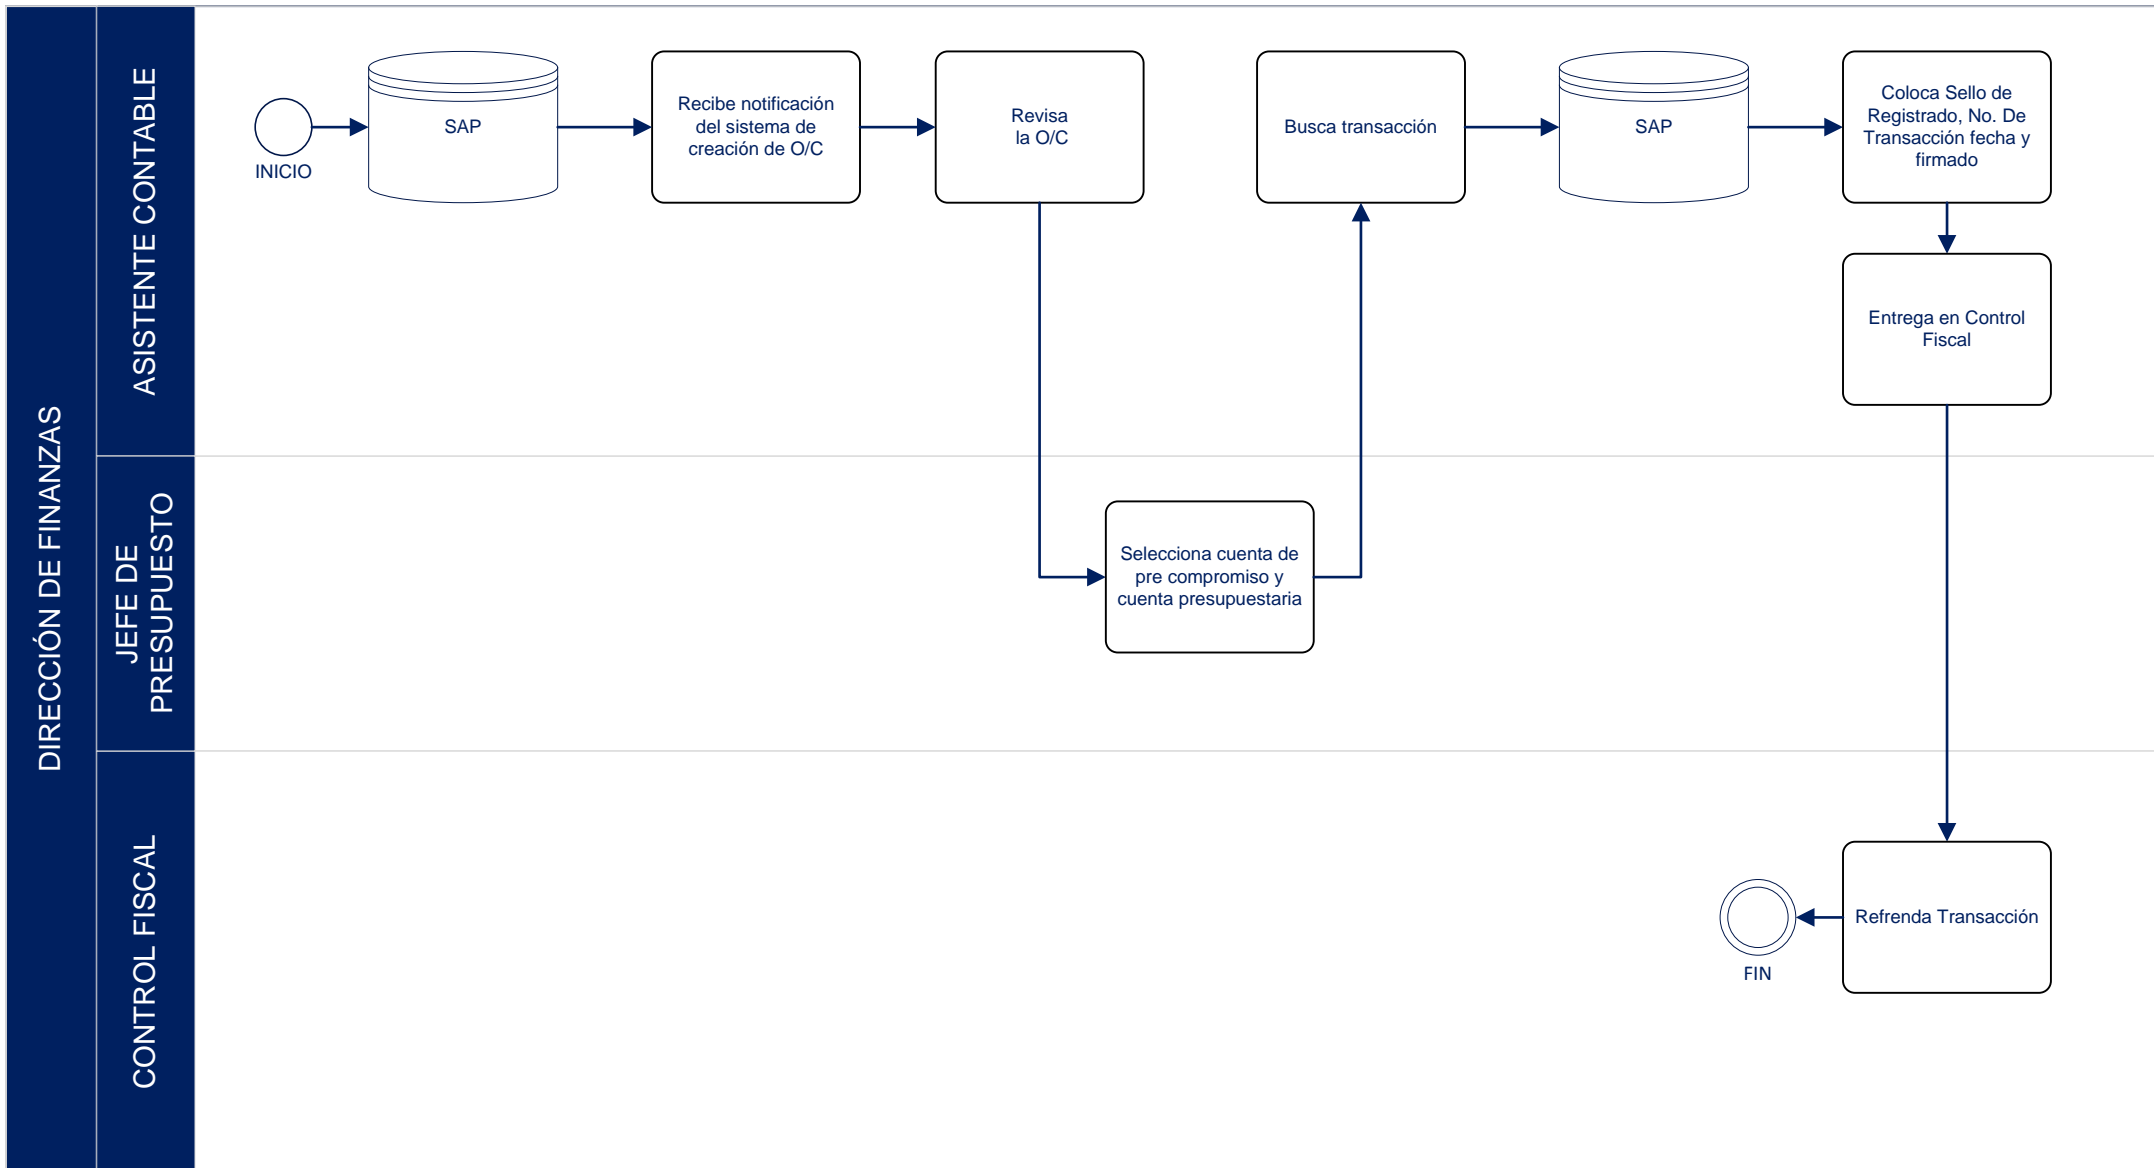 DIRECCIÓN DE FINANZAS
ASISTENTE CONTABLE
INICIO
SAP
Recibe notificación
del sistema de
creación de O/C
Revisa
la O/C
Busca transacción
SAP
Coloca Sello de
Registrado, No. De
Transacción fecha y
firmado
Entrega en Control
Fiscal
JEFE DE
PRESUPUESTO
Selecciona cuenta de
pre compromiso y
cuenta presupuestaria
CONTROL FISCAL
Refrenda Transacción
FIN